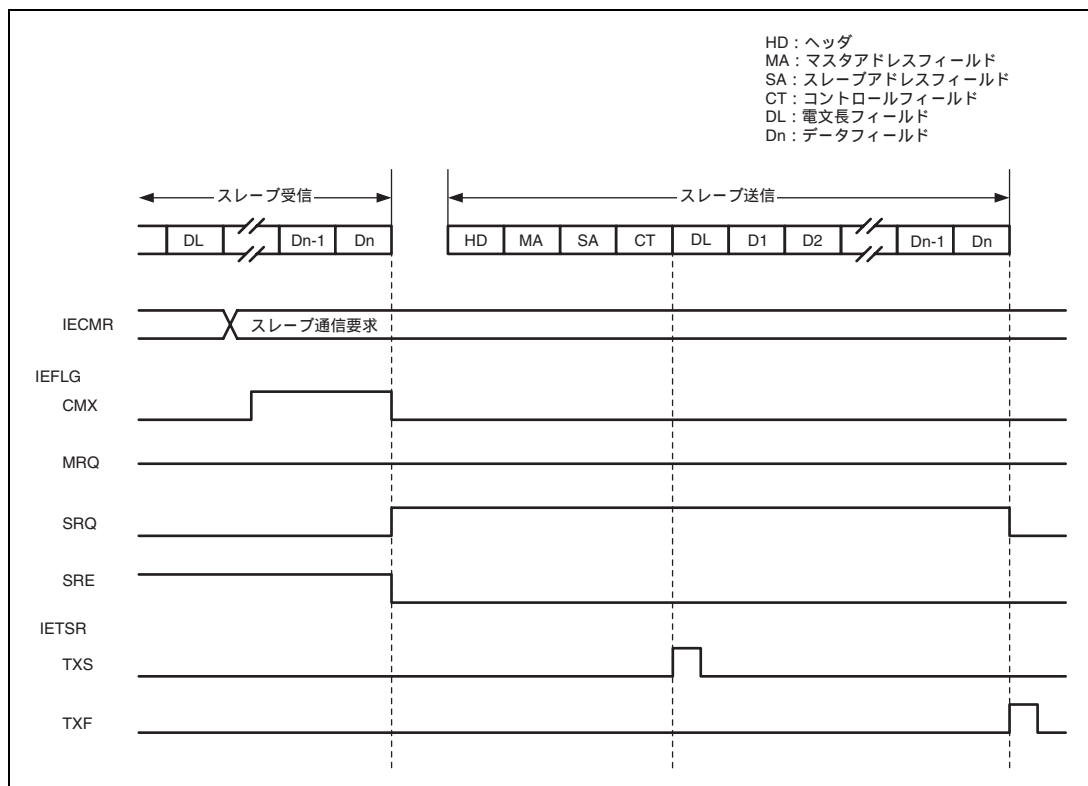 HD：ヘッダ
MA：マスタアドレスフィールド
SA：スレーブアドレスフィールド
CT：コントロールフィールド
DL：電文長フィールド
Dn：データフィールド
スレーブ受信 スレーブ送信
DL Dn-1 Dn HD MA SA CT DL D1 D2 Dn-1 Dn
IECMR スレーブ通信要求
IEFLG
CMX
MRQ
SRQ
SRE
IETSR
TXS
TXF